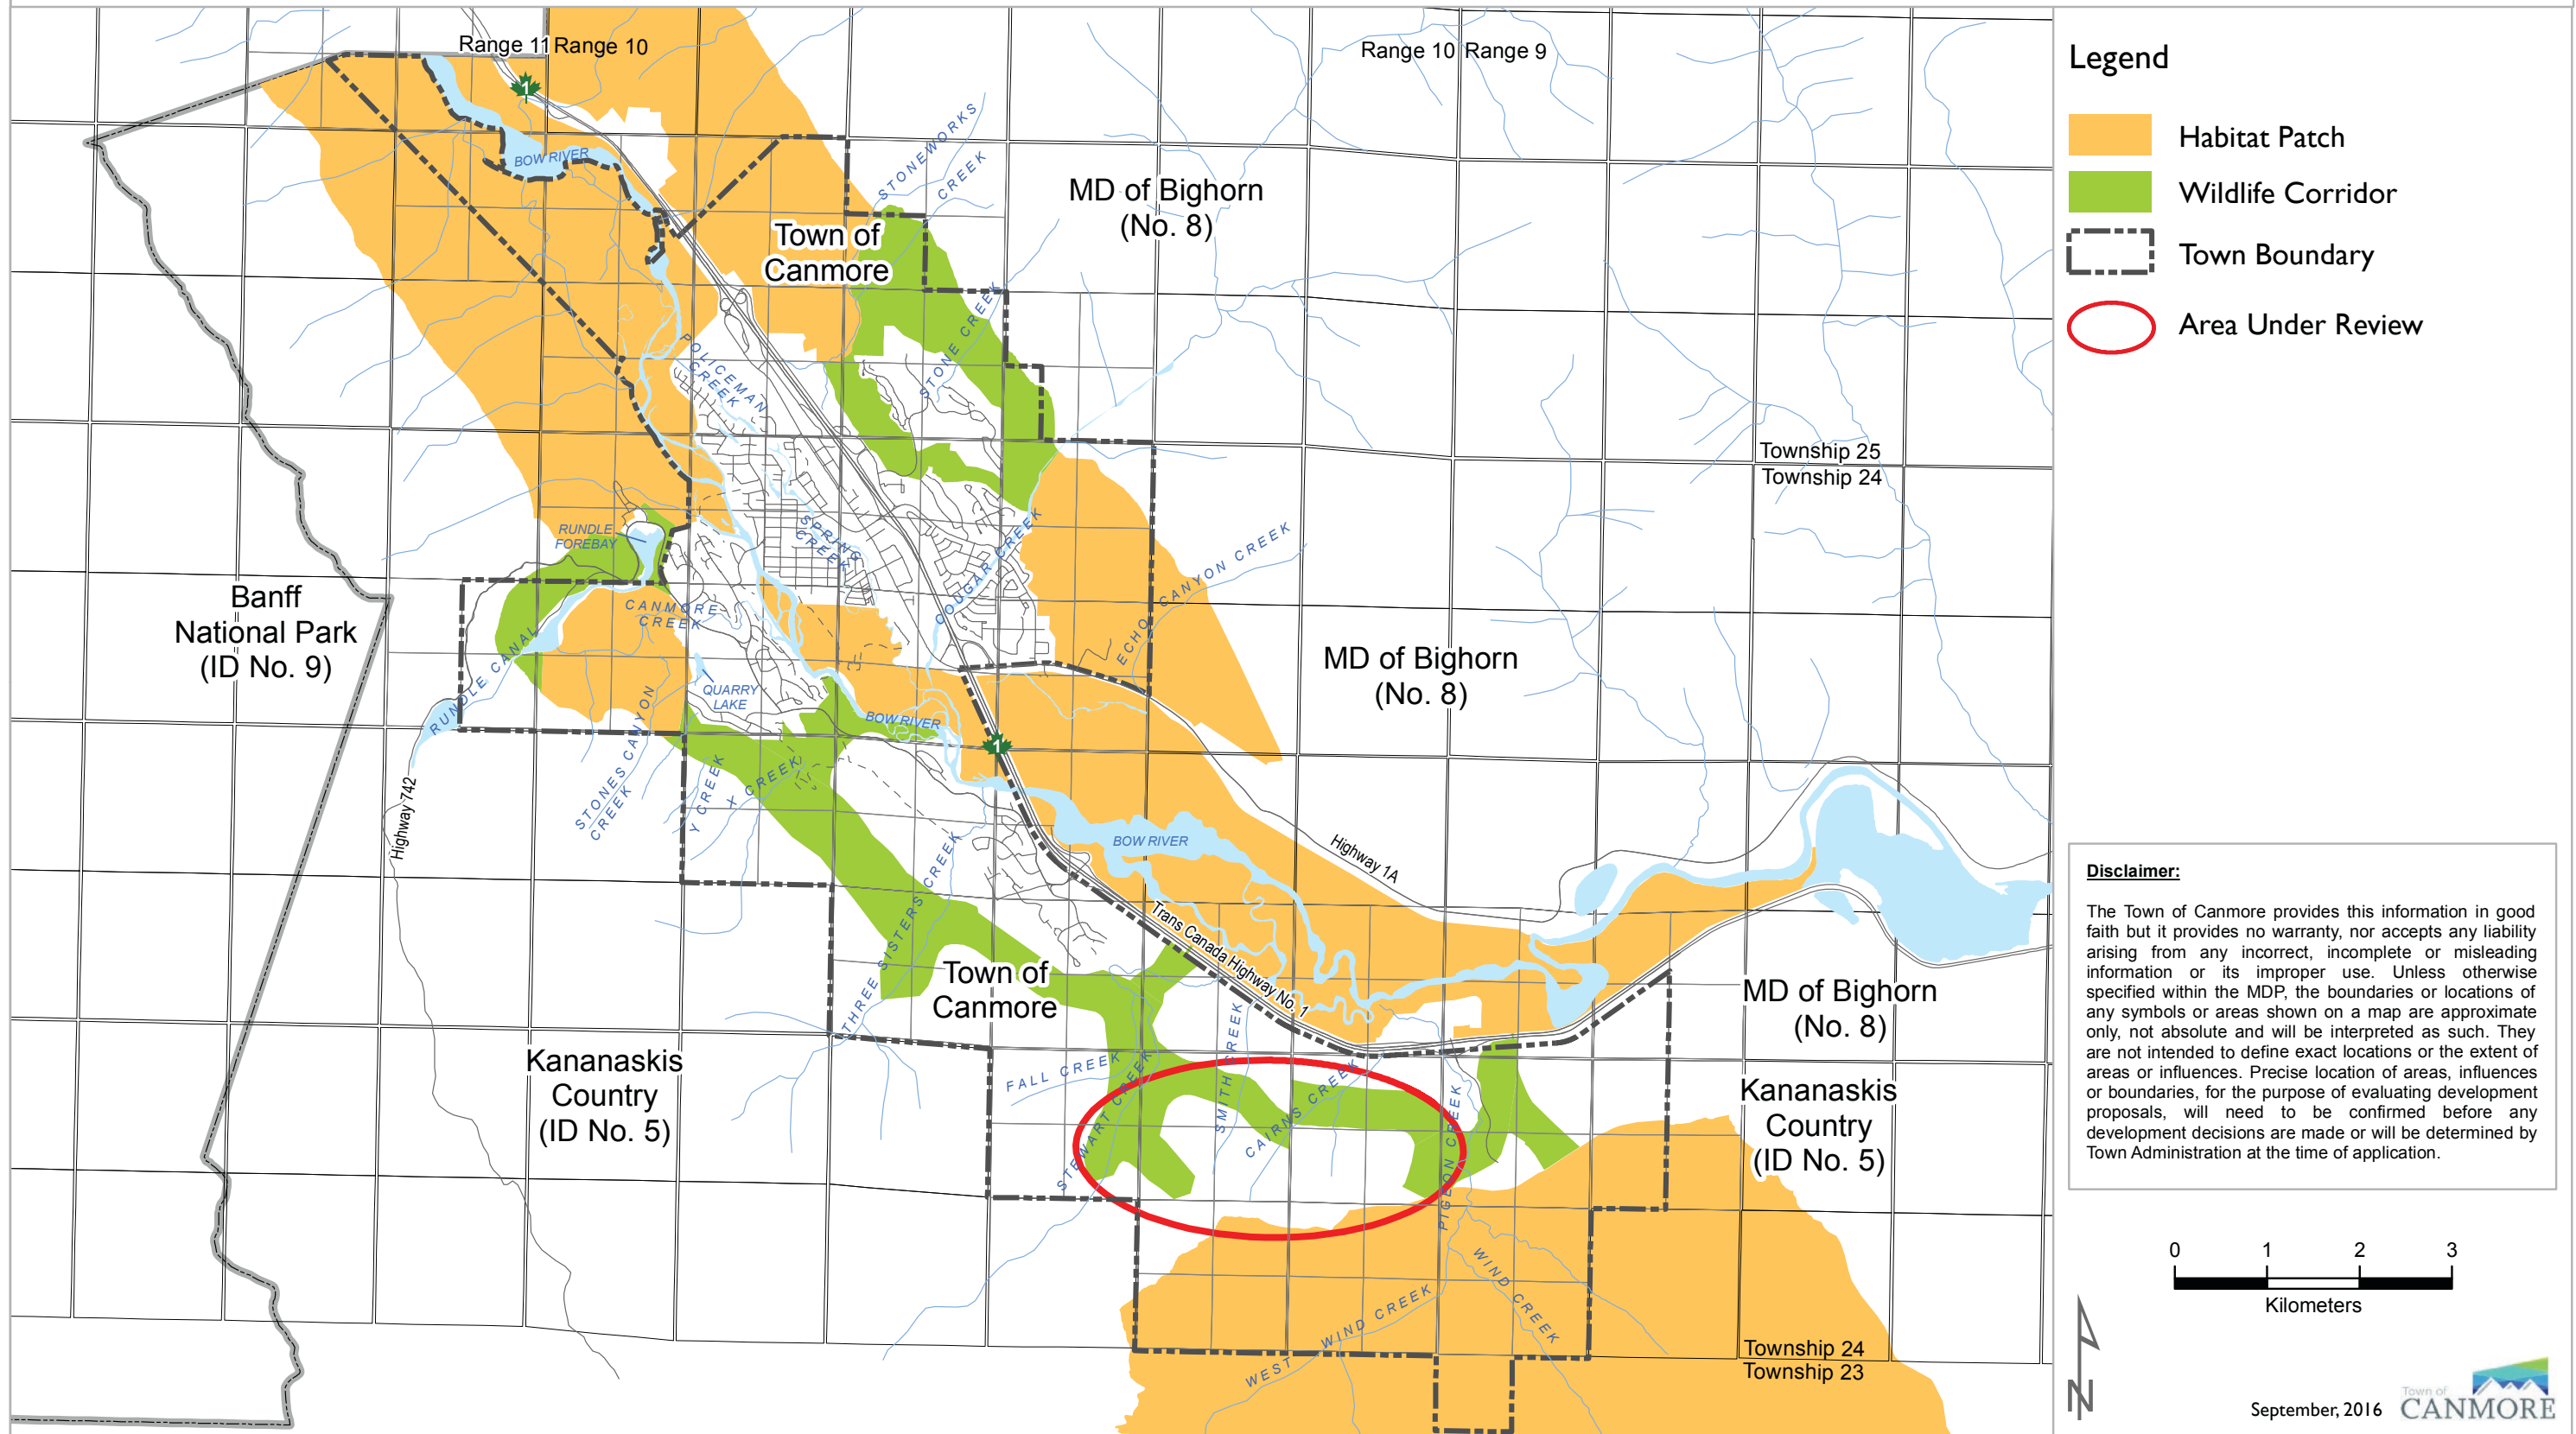 Range 11 Range 10
Range 10 Range 9
1
BOW RIVER
STONEWORKS
CREEK
MD of Bighorn
(No. 8)
Town of
Canmore
STONE CREEK
POLICEMAN
CREEK
STONE CREEK
Township 25
Township 24
RUNDLE
FOREBAY
SPRING
CREEK
COUGAR CREEK
ECHO CANYON CREEK
Banff
National Park
(ID No. 9)
CANMORE
CREEK
RUNDLE CANAL
QUARRY
LAKE
BOW RIVER
MD of Bighorn
(No. 8)
1
STONES CANYON
CREEK
Y CREEK
X CREEK
Highway 742
BOW RIVER
Highway 1A
THREE SISTERS CREEK
Trans Canada Highway No. 1
Town of
Canmore
MD of Bighorn
(No. 8)
Kananaskis
Country
(ID No. 5)
FALL CREEK
STEWART CREEK
SMITH CREEK
CAIRNS CREEK
PIGEON CREEK
Kananaskis
Country
(ID No. 5)
WIND CREEK
WEST WIND CREEK
Township 24
Township 23
Legend
Habitat Patch
Wildlife Corridor
Town Boundary
Area Under Review
Disclaimer:
The Town of Canmore provides this information in good
faith but it provides no warranty, nor accepts any liability
arising from any incorrect, incomplete or misleading
information or its improper use. Unless otherwise
specified within the MDP, the boundaries or locations of
any symbols or areas shown on a map are approximate
only, not absolute and will be interpreted as such. They
are not intended to define exact locations or the extent of
areas or influences. Precise location of areas, influences
or boundaries, for the purpose of evaluating development
proposals, will need to be confirmed before any
development decisions are made or will be determined by
Town Administration at the time of application.
0 1 2 3
Kilometers
N
September, 2016
Town of
CANMORE